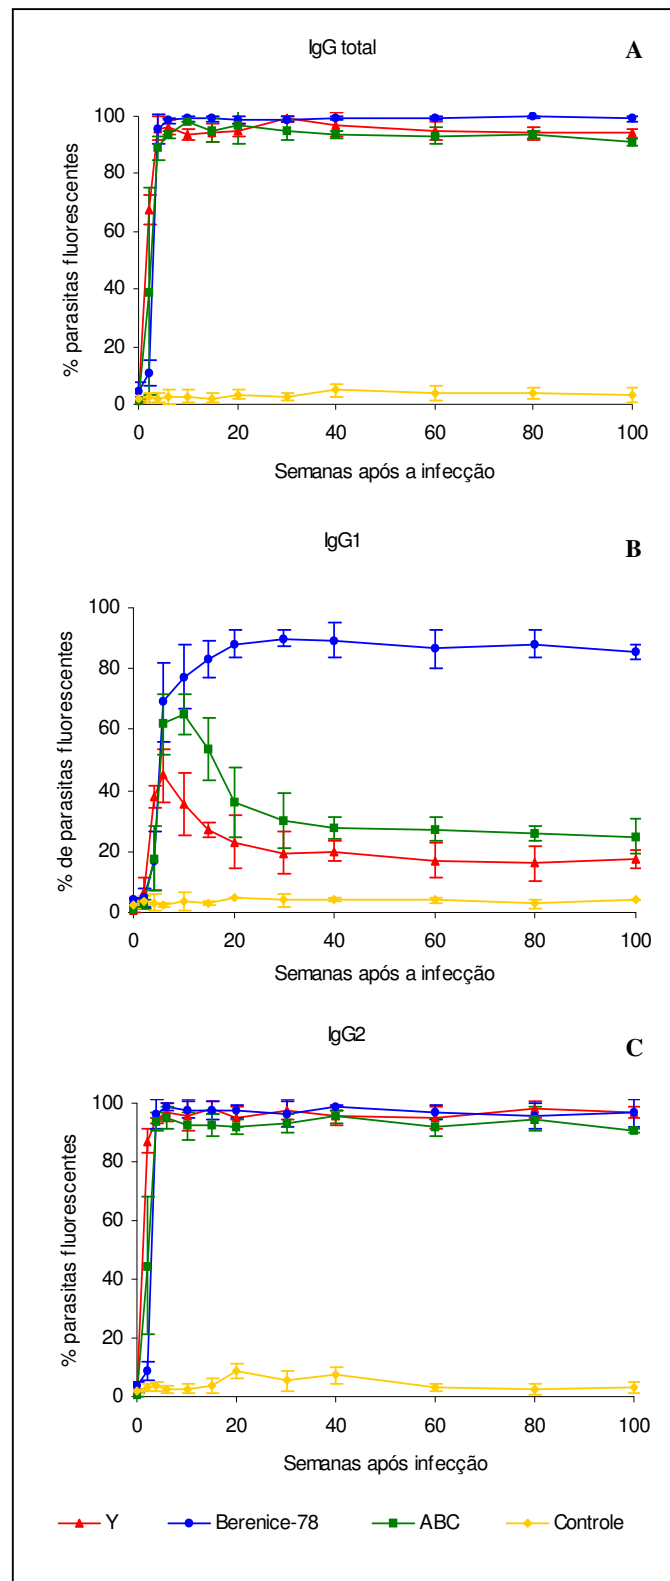 IgG total
A
100
80
60
40
20
0
% parasitas fluorescentes
0 20 40 60 80 100
Semanas após a infecção
IgG1
B
100
80
60
40
20
0
% de parasitas fluorescentes
0 20 40 60 80 100
Semanas após a infecção
IgG2
C
100
80
60
40
20
0
% parasitas fluorescentes
0 20 40 60 80 100
Semanas após infecção
Y Berenice-78 ABC Controle